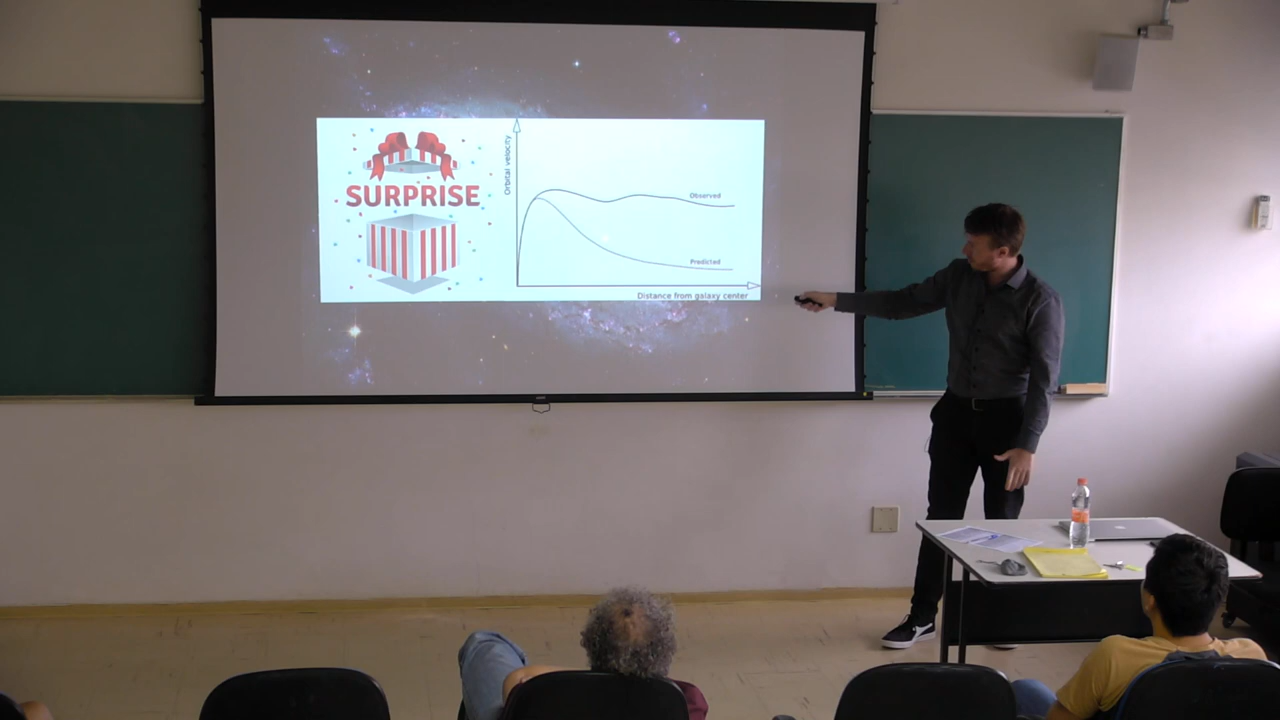 SURPRISE
Orbital velocity
Observed
Predicted
Distance from galaxy center